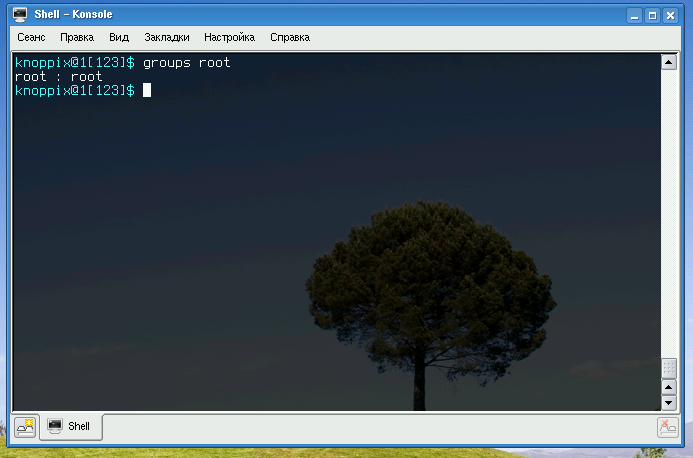 Shell - Konsole
Сеанс Правка Вид Закладки Настройка Справка
knoppix@1[123]$ groups root
root : root
knoppix@1[123]$
Shell